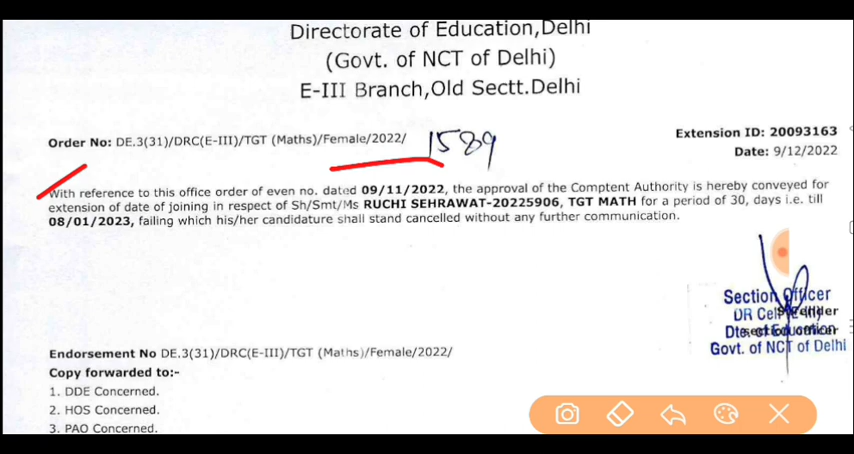 Directorate of Education,Delhi
(Govt. of NCT of Delhi)
E-III Branch,Old Sectt.Delhi
Order No: DE.3(31)/DRC(E-III)/TGT (Maths)/Female/2022/ 1589
Extension ID: 20093163
Date: 9/12/2022
With reference to this office order of even no. dated 09/11/2022, the approval of the Comptent Authority is hereby conveyed for
extension of date of joining in respect of Sh/Smt/Ms RUCHI SEHRAWAT-20225906, TGT MATH for a period of 30, days i.e. till
08/01/2023, failing which his/her candidature shall stand cancelled without any further communication.
Section Officer
DR Cell
Govt. of NCT of Delhi
Endorsement No DE.3(31)/DRC(E-III)/TGT (Maths)/Female/2022/
Copy forwarded to:-
1. DDE Concerned.
2. HOS Concerned.
3. PAO Concerned.